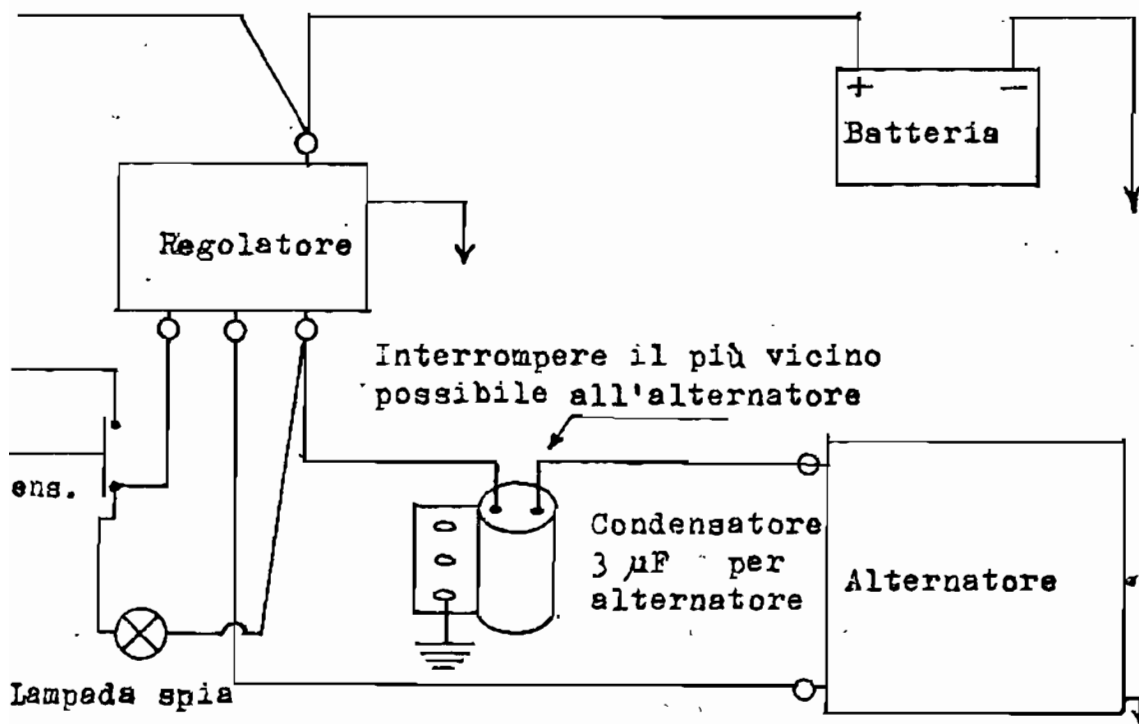 + —
Batteria
Regolatore
Interrompere il più vicino
possibile all'alternatore
ens.
Condensatore
3 µF per
alternatore
Alternatore
Lampada spia